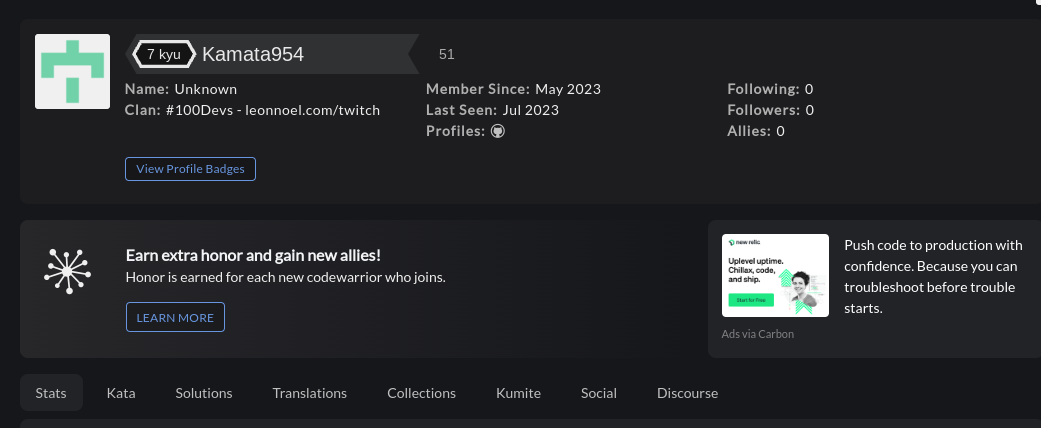 7 kyu Kamata954 51
Name: Unknown
Clan: #100Devs - leonnoel.com/twitch
Member Since: May 2023
Last Seen: Jul 2023
Profiles:
Following: 0
Followers: 0
Allies: 0
View Profile Badges
Earn extra honor and gain new allies!
Honor is earned for each new codewarrior who joins.
LEARN MORE
new relic
Uplevel uptime.
Chillax, code,
and ship.
Start for Free
Push code to production with
confidence. Because you can
troubleshoot before trouble
starts.
Ads via Carbon
Stats Kata Solutions Translations Collections Kumite Social Discourse